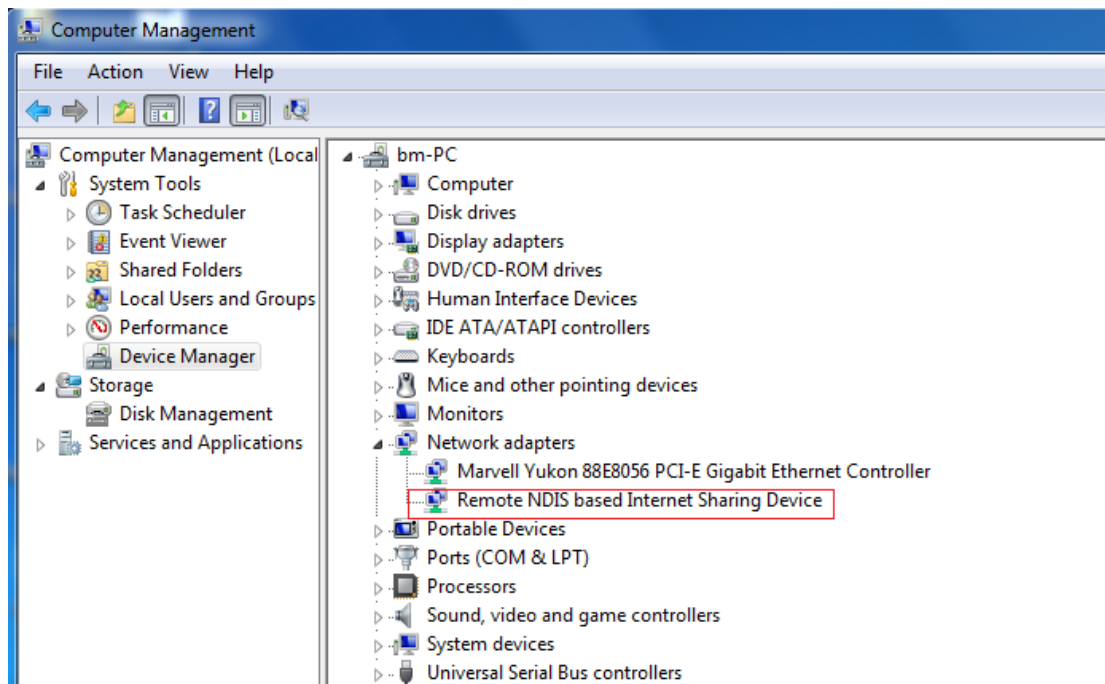 Computer Management
File Action View Help
Computer Management (Local
System Tools
Task Scheduler
Event Viewer
Shared Folders
Local Users and Groups
Performance
Device Manager
Storage
Disk Management
Services and Applications
bm-PC
Computer
Disk drives
Display adapters
DVD/CD-ROM drives
Human Interface Devices
IDE ATA/ATAPI controllers
Keyboards
Mice and other pointing devices
Monitors
Network adapters
Marvell Yukon 88E8056 PCI-E Gigabit Ethernet Controller
Remote NDIS based Internet Sharing Device
Portable Devices
Ports (COM & LPT)
Processors
Sound, video and game controllers
System devices
Universal Serial Bus controllers